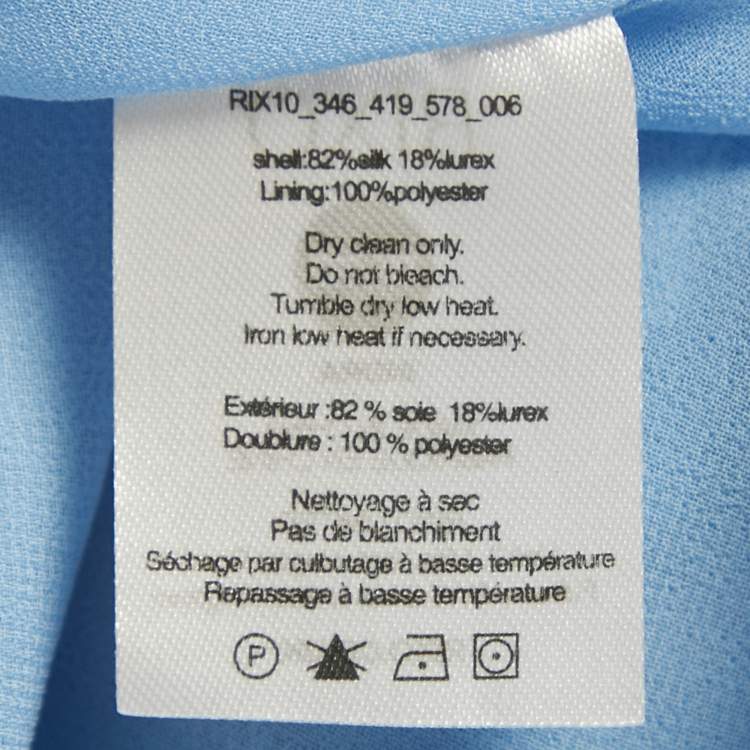 RIX10_346_419_578_006
shell:82%silk 18%lurex
Lining:100%polyester
Dry clean only.
Do not bleach.
Tumble dry low heat.
Iron low heat if necessary.
Extérieur :82 % soie 18%lurex
Doublure : 100 % polyester
Nettoyage à sec
Pas de blanchiment
Séchage par culbutage à basse température
Repassage à basse température
P